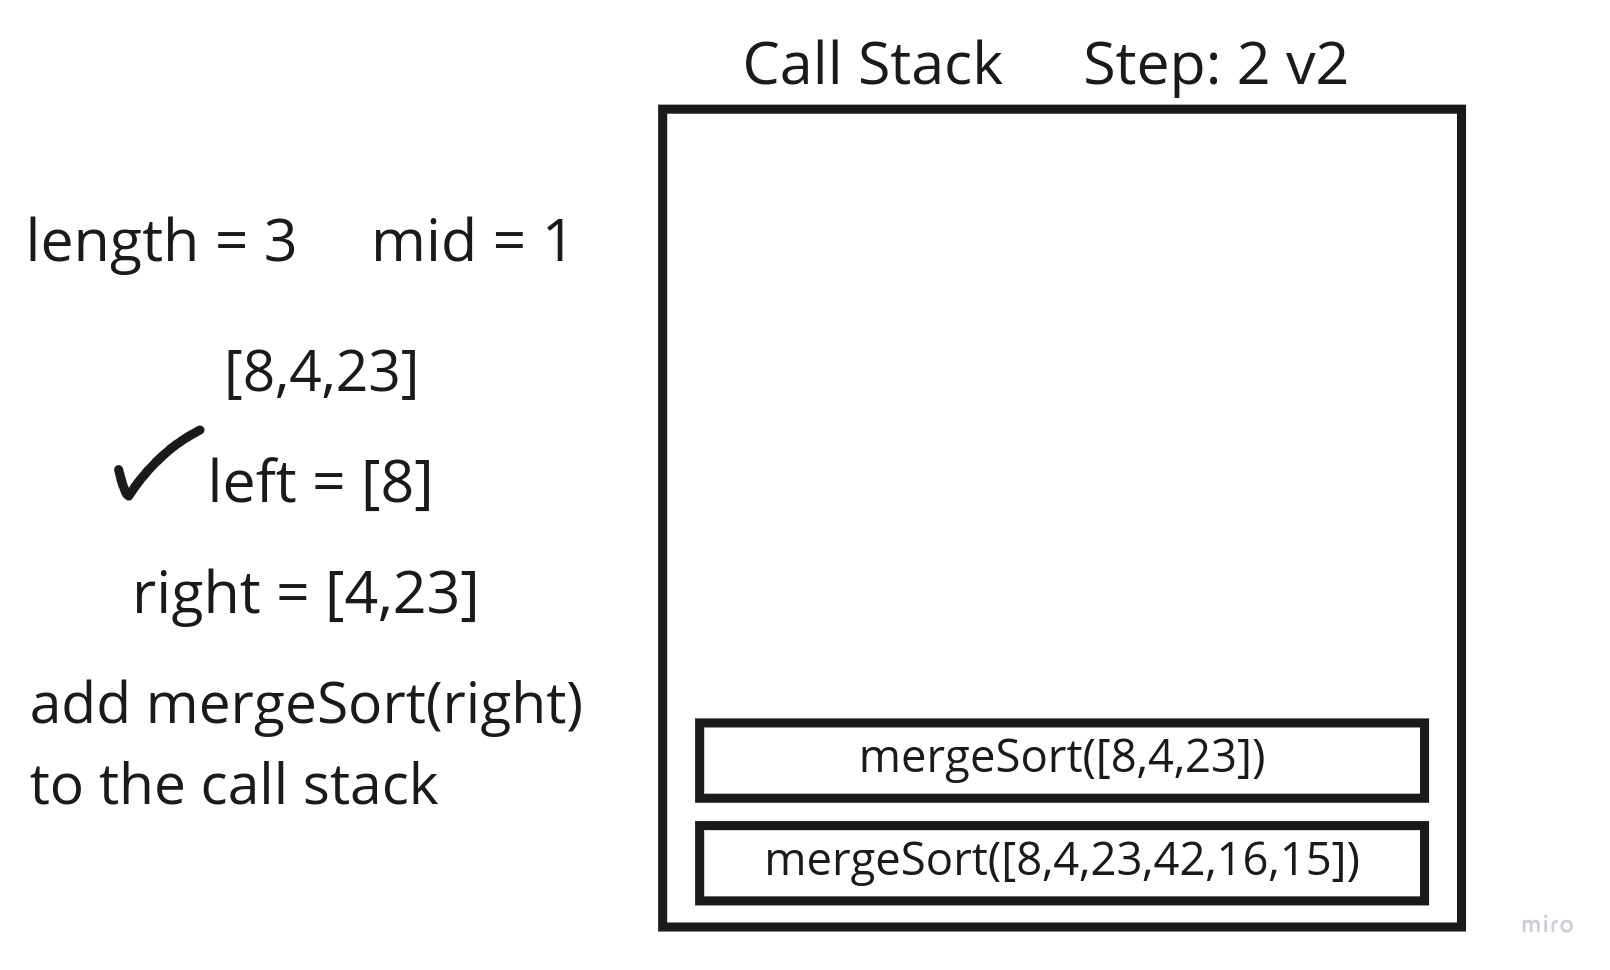 Call Stack Step: 2 v2
length = 3 mid = 1
[8,4,23]
left = [8]
right = [4,23]
add mergeSort(right)
to the call stack
mergeSort([8,4,23])
mergeSort([8,4,23,42,16,15])
miro